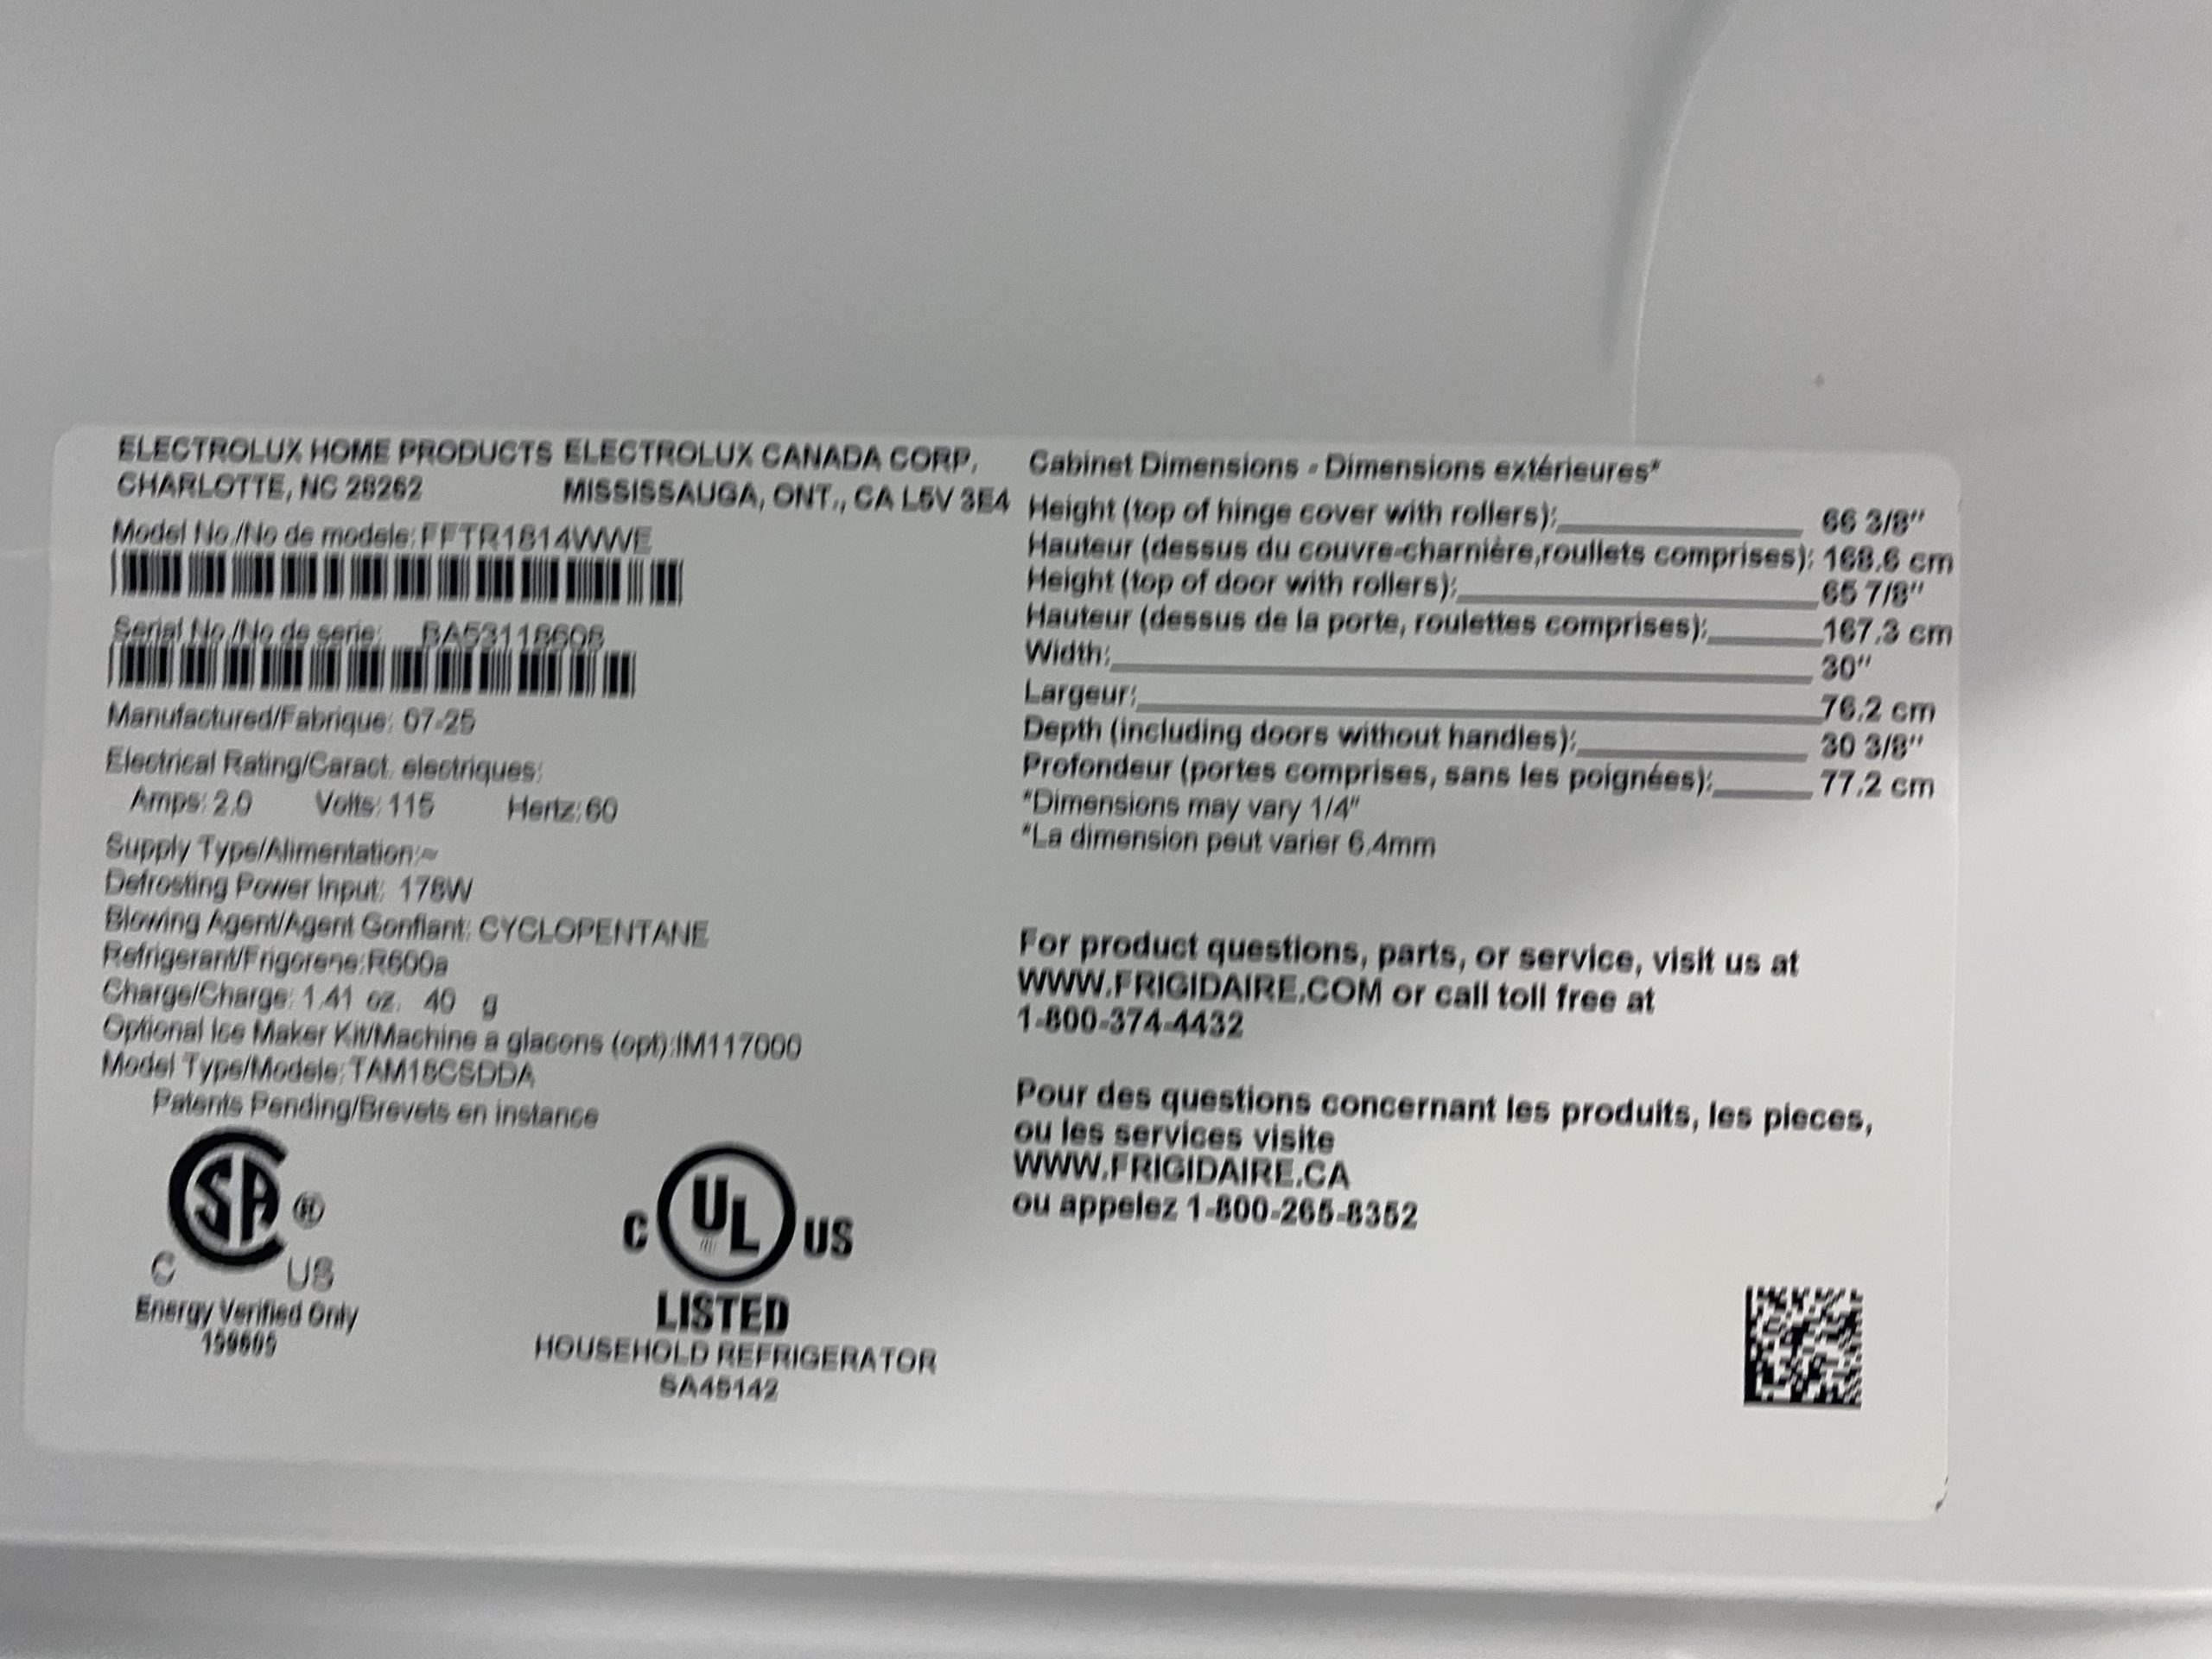 ELECTROLUX HOME PRODUCTS ELECTROLUX CANADA CORP.
CHARLOTTE, NC 28262 MISSISSAUGA, ONT., CA L5V 3E4
Model No./No de modele: FFTR1814WWE
Serial No./No de serie: BA53118608
Manufactured/Fabrique: 07-25
Electrical Rating/Caract. electriques:
Amps: 2.0 Volts: 115 Hertz: 60
Supply Type/Alimentation:~
Defrosting Power Input: 178W
Blowing Agent/Agent Gonflant: CYCLOPENTANE
Refrigerant/Frigorene:R600a
Charge/Charge: 1.41 oz. 40 g
Optional Ice Maker Kit/Machine a glacons (opt):IM117000
Model Type/Modele: TAM18CSDDA
Patents Pending/Brevets en instance
SA ®
C US
Energy Verified Only
C UL US
LISTED
HOUSEHOLD REFRIGERATOR
SA45142
Cabinet Dimensions - Dimensions extérieures*
Height (top of hinge cover with rollers): 66 3/8"
Hauteur (dessus du couvre-charnière,roullets comprises): 168.6 cm
Height (top of door with rollers): 65 7/8"
Hauteur (dessus de la porte, roulettes comprises): 167.3 cm
Width: 30"
Largeur: 76.2 cm
Depth (including doors without handles): 30 3/8"
Profondeur (portes comprises, sans les poignées): 77.2 cm
*Dimensions may vary 1/4"
*La dimension peut varier 6.4mm
For product questions, parts, or service, visit us at
WWW.FRIGIDAIRE.COM or call toll free at
1-800-374-4432
Pour des questions concernant les produits, les pieces,
ou les services visite
WWW.FRIGIDAIRE.CA
ou appelez 1-800-265-8352